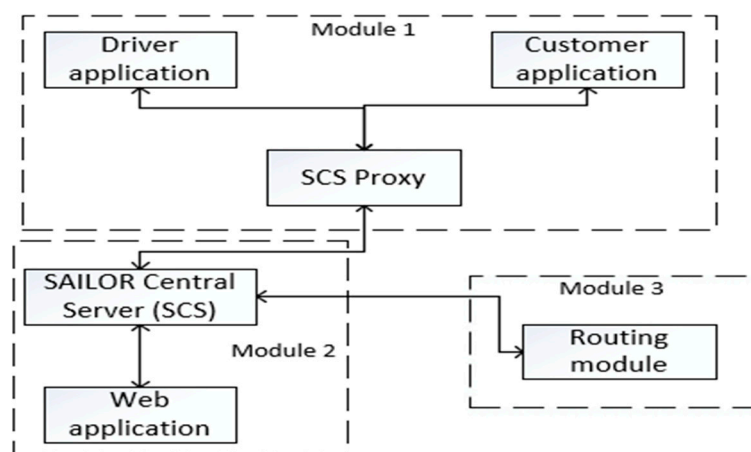 Module 1
Driver
application
Customer
application
SCS Proxy
SAILOR Central
Server (SCS)
Module 2
Web
application
Module 3
Routing
module